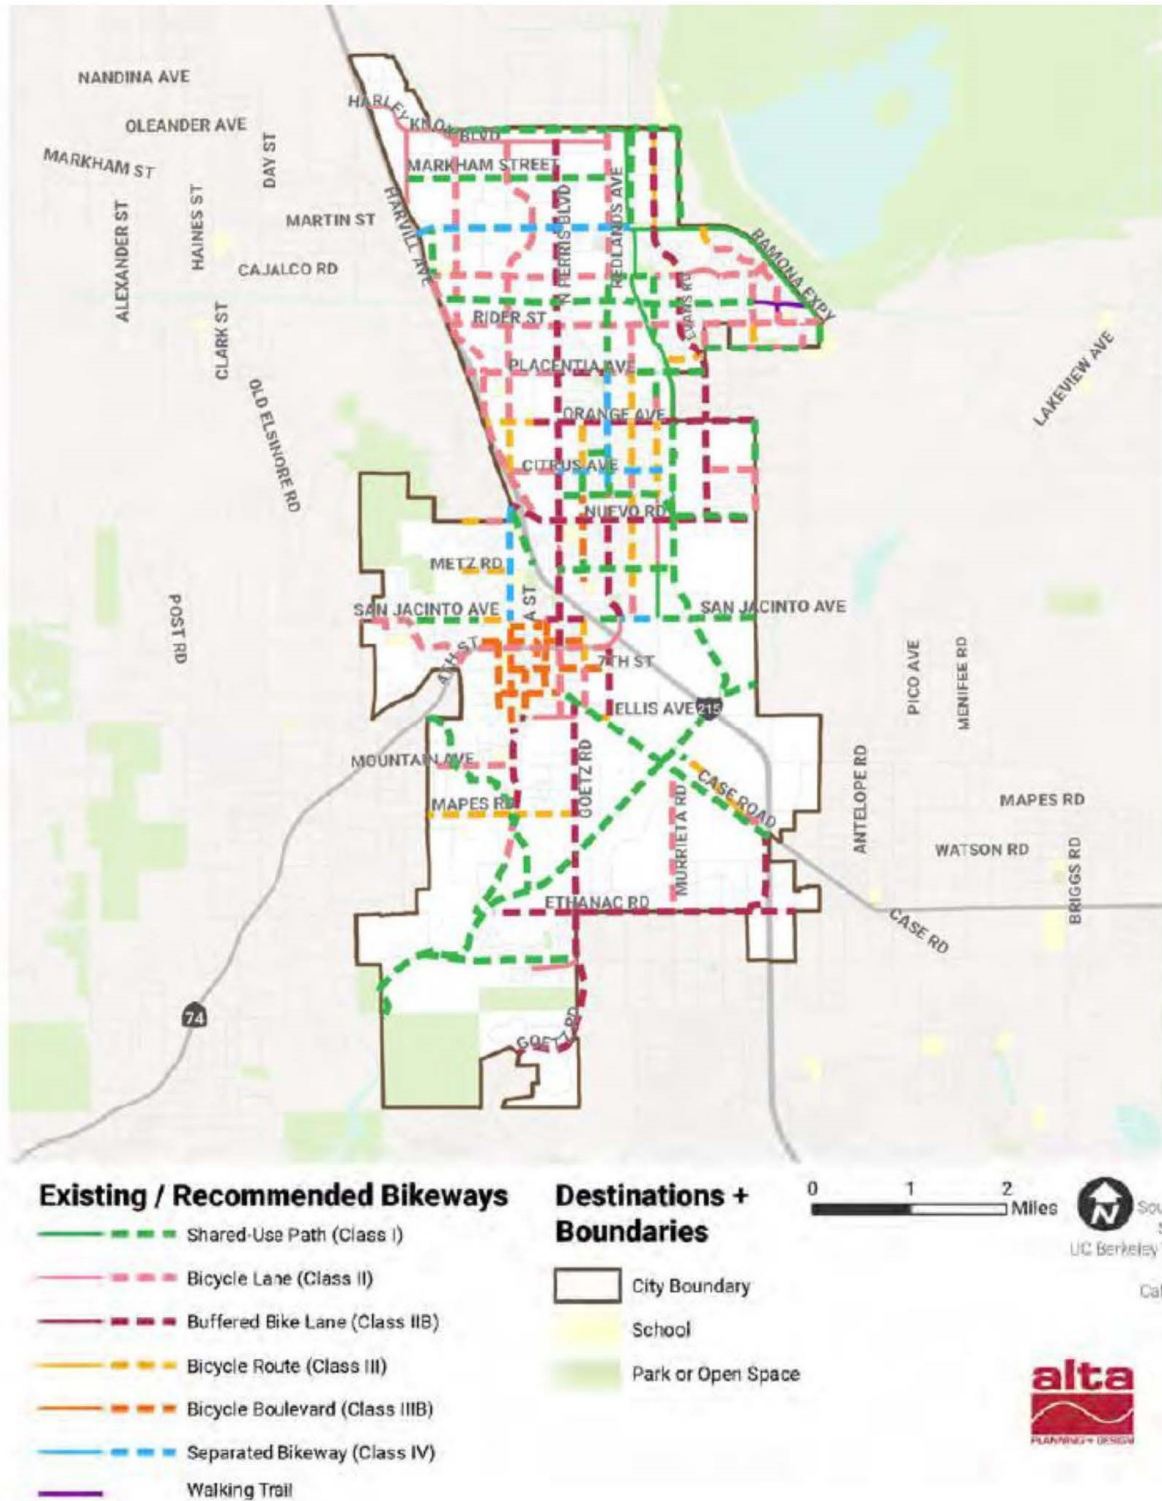 NANDINA AVE
OLEANDER AVE
MARKHAM ST
DAY ST
HAINES ST
ALEXANDER ST
MARTIN ST
CAJALCO RD
CLARK ST
OLD ELSINORE RD
POST RD
HARLEY KNOX BLVD
MARKHAM STREET
HARVILL AVE
N PERRIS BLVD
REDLANDS AVE
RAMONA EXPY
EVANS RD
RIDER ST
PLACENTIA AVE
ORANGE AVE
CITRUS AVE
NUEVO RD
LAKEVIEW AVE
METZ RD
SAN JACINTO AVE
A ST
SAN JACINTO AVE
4TH ST
7TH ST
ELLIS AVE
215
PICO AVE
MENIFEE RD
MOUNTAIN AVE
GOETZ RD
MAPES RD
CASE ROAD
MURRIETA RD
ANTELOPE RD
MAPES RD
WATSON RD
BRIGGS RD
ETHANAC RD
CASE RD
74
GOETZ RD
Existing / Recommended Bikeways
Shared-Use Path (Class I)
Bicycle Lane (Class II)
Buffered Bike Lane (Class IIB)
Bicycle Route (Class III)
Bicycle Boulevard (Class IIIB)
Separated Bikeway (Class IV)
Walking Trail
Destinations +
Boundaries
City Boundary
School
Park or Open Space
0 1 2
Miles
N
Sou
UC Berkeley
Cal
alta
PLANNING + DESIGN